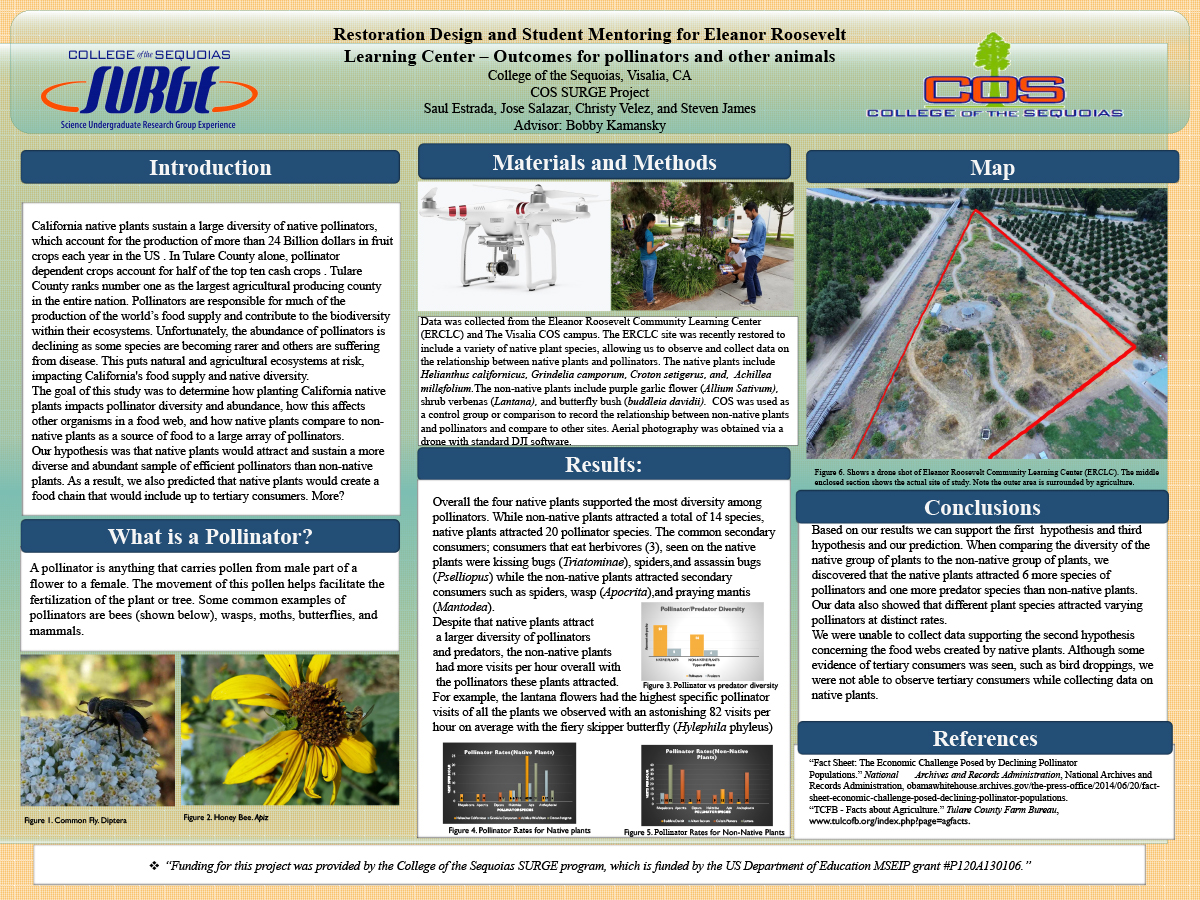 Restoration Design and Student Mentoring for Eleanor Roosevelt
Learning Center – Outcomes for pollinators and other animals
College of the Sequoias, Visalia, CA
COS SURGE Project
Saul Estrada, Jose Salazar, Christy Velez, and Steven James
Advisor: Bobby Kamansky
COLLEGE of the SEQUOIAS
SURGE
Science Undergraduate Research Group Experience
COS
COLLEGE OF THE SEQUOIAS
Introduction
California native plants sustain a large diversity of native pollinators,
which account for the production of more than 24 Billion dollars in fruit
crops each year in the US . In Tulare County alone, pollinator
dependent crops account for half of the top ten cash crops . Tulare
County ranks number one as the largest agricultural producing county
in the entire nation. Pollinators are responsible for much of the
production of the world’s food supply and contribute to the biodiversity
within their ecosystems. Unfortunately, the abundance of pollinators is
declining as some species are becoming rarer and others are suffering
from disease. This puts natural and agricultural ecosystems at risk,
impacting California's food supply and native diversity.
The goal of this study was to determine how planting California native
plants impacts pollinator diversity and abundance, how this affects
other organisms in a food web, and how native plants compare to non-
native plants as a source of food to a large array of pollinators.
Our hypothesis was that native plants would attract and sustain a more
diverse and abundant sample of efficient pollinators than non-native
plants. As a result, we also predicted that native plants would create a
food chain that would include up to tertiary consumers. More?
What is a Pollinator?
A pollinator is anything that carries pollen from male part of a
flower to a female. The movement of this pollen helps facilitate the
fertilization of the plant or tree. Some common examples of
pollinators are bees (shown below), wasps, moths, butterflies, and
mammals.
Figure 1. Common Fly. Diptera
Figure 2. Honey Bee. Apiz
Materials and Methods
Data was collected from the Eleanor Roosevelt Community Learning Center
(ERCLC) and The Visalia COS campus. The ERCLC site was recently restored to
include a variety of native plant species, allowing us to observe and collect data on
the relationship between native plants and pollinators. The native plants include
Helianthus californicus, Grindelia camporum, Croton setigerus, and, Achillea
millefolium.The non-native plants include purple garlic flower (Allium Sativum),
shrub verbenas (Lantana), and butterfly bush (buddleia davidii). COS was used as
a control group or comparison to record the relationship between non-native plants
and pollinators and compare to other sites. Aerial photography was obtained via a
drone with standard DJI software.
Results:
Overall the four native plants supported the most diversity among
pollinators. While non-native plants attracted a total of 14 species,
native plants attracted 20 pollinator species. The common secondary
consumers; consumers that eat herbivores (3), seen on the native
plants were kissing bugs (Triatominae), spiders,and assassin bugs
(Pselliopus) while the non-native plants attracted secondary
consumers such as spiders, wasp (Apocrita),and praying mantis
(Mantodea).
Despite that native plants attract
a larger diversity of pollinators
and predators, the non-native plants
had more visits per hour overall with
the pollinators these plants attracted.
For example, the lantana flowers had the highest specific pollinator
visits of all the plants we observed with an astonishing 82 visits per
hour on average with the fiery skipper butterfly (Hylephila phyleus)
Pollinator/Predator Diversity
NATIVE PLANTS
NON-NATIVE PLANTS
Types of Plants
Pollinators
Predators
Figure 3. Pollinator vs predator diversity
Pollinator Rates(Native Plants)
POLLINATOR SPECIES
Figure 4. Pollinator Rates for Native plants
Pollinator Rates(Non-Native
Plants)
POLLINATOR SPECIES
Figure 5. Pollinator Rates for Non-Native Plants
Map
Figure 6. Shows a drone shot of Eleanor Roosevelt Community Learning Center (ERCLC). The middle
enclosed section shows the actual site of study. Note the outer area is surrounded by agriculture.
Conclusions
Based on our results we can support the first hypothesis and third
hypothesis and our prediction. When comparing the diversity of the
native group of plants to the non-native group of plants, we
discovered that the native plants attracted 6 more species of
pollinators and one more predator species than non-native plants.
Our data also showed that different plant species attracted varying
pollinators at distinct rates.
We were unable to collect data supporting the second hypothesis
concerning the food webs created by native plants. Although some
evidence of tertiary consumers was seen, such as bird droppings, we
were not able to observe tertiary consumers while collecting data on
native plants.
References
“Fact Sheet: The Economic Challenge Posed by Declining Pollinator
Populations.” National Archives and Records Administration, National Archives and
Records Administration, obamawhitehouse.archives.gov/the-press-office/2014/06/20/fact-
sheet-economic-challenge-posed-declining-pollinator-populations.
“TCFB - Facts about Agriculture.” Tulare County Farm Bureau,
www.tulcofb.org/index.php?page=agfacts.
❖ “Funding for this project was provided by the College of the Sequoias SURGE program, which is funded by the US Department of Education MSEIP grant #P120A130106.”